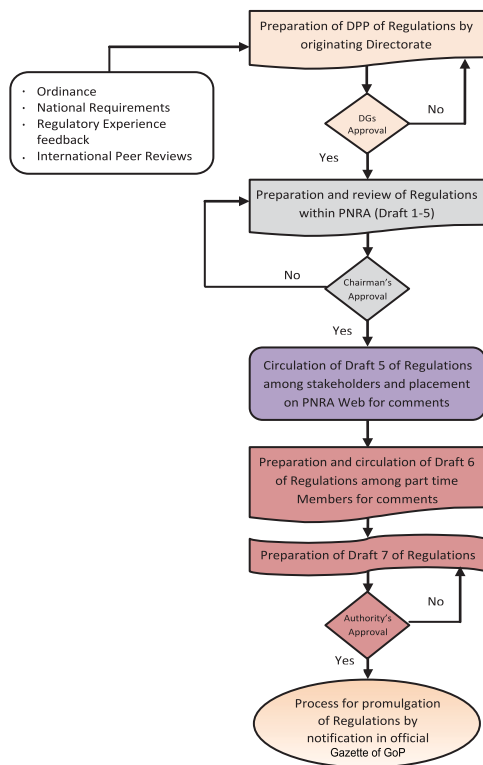 Preparation of DPP of Regulations by
originating Directorate
· Ordinance
· National Requirements
· Regulatory Experience
feedback
· International Peer Reviews
DGs
Approval
No
Yes
Preparation and review of Regulations
within PNRA (Draft 1-5)
No
Chairman's
Approval
Yes
Circulation of Draft 5 of Regulations
among stakeholders and placement
on PNRA Web for comments
Preparation and circulation of Draft 6
of Regulations among part time
Members for comments
Preparation of Draft 7 of Regulations
Authority's
Approval
No
Yes
Process for promulgation
of Regulations by
notification in official
Gazette of GoP